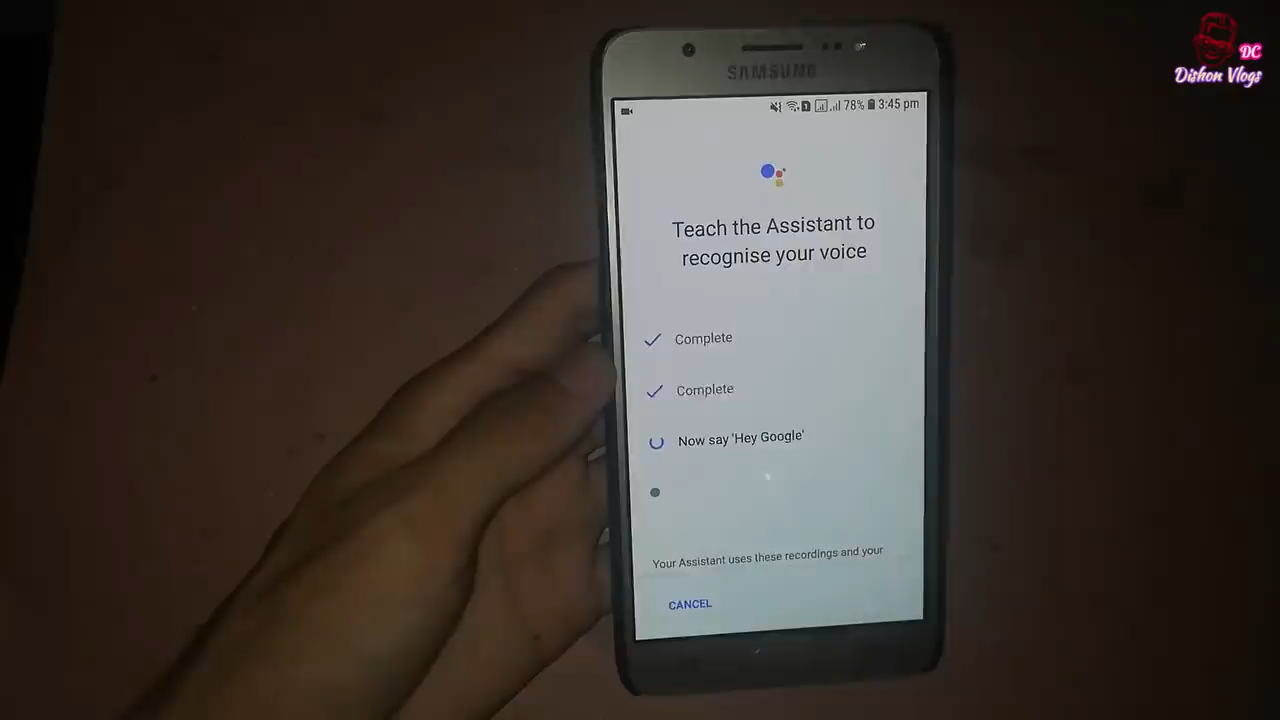 DC
Dishon Vlogs
SAMSUNG
78% 3:45 pm
Teach the Assistant to
recognise your voice
Complete
Complete
Now say 'Hey Google'
Your Assistant uses these recordings and your
CANCEL